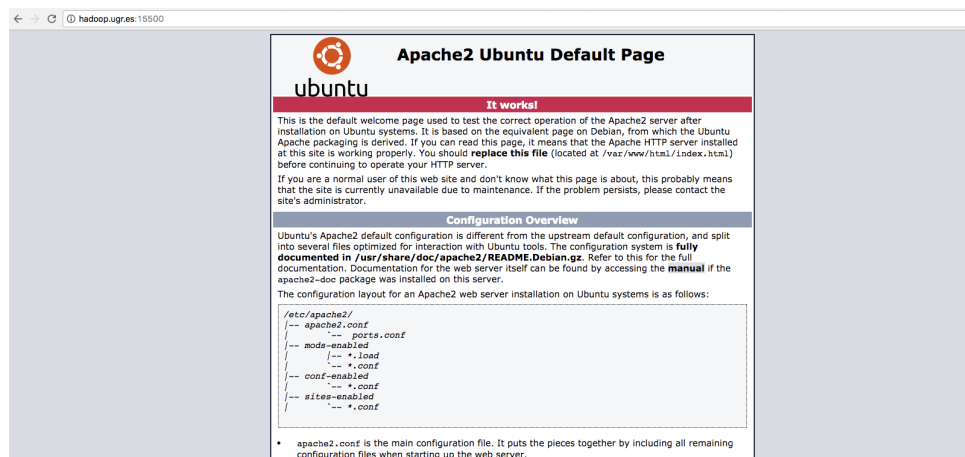 hadoop.ugr.es:15500
Apache2 Ubuntu Default Page
ubuntu
It works!
This is the default welcome page used to test the correct operation of the Apache2 server after
installation on Ubuntu systems. It is based on the equivalent page on Debian, from which the Ubuntu
Apache packaging is derived. If you can read this page, it means that the Apache HTTP server installed
at this site is working properly. You should replace this file (located at /var/www/html/index.html)
before continuing to operate your HTTP server.
If you are a normal user of this web site and don't know what this page is about, this probably means
that the site is currently unavailable due to maintenance. If the problem persists, please contact the
site's administrator.
Configuration Overview
Ubuntu's Apache2 default configuration is different from the upstream default configuration, and split
into several files optimized for interaction with Ubuntu tools. The configuration system is fully
documented in /usr/share/doc/apache2/README.Debian.gz. Refer to this for the full
documentation. Documentation for the web server itself can be found by accessing the manual if the
apache2-doc package was installed on this server.
The configuration layout for an Apache2 web server installation on Ubuntu systems is as follows:
/etc/apache2/
|-- apache2.conf
|       `--  ports.conf
|-- mods-enabled
|       |-- *.load
|       `-- *.conf
|-- conf-enabled
|       `-- *.conf
|-- sites-enabled
|       `-- *.conf
• apache2.conf is the main configuration file. It puts the pieces together by including all remaining
configuration files when starting up the web server.